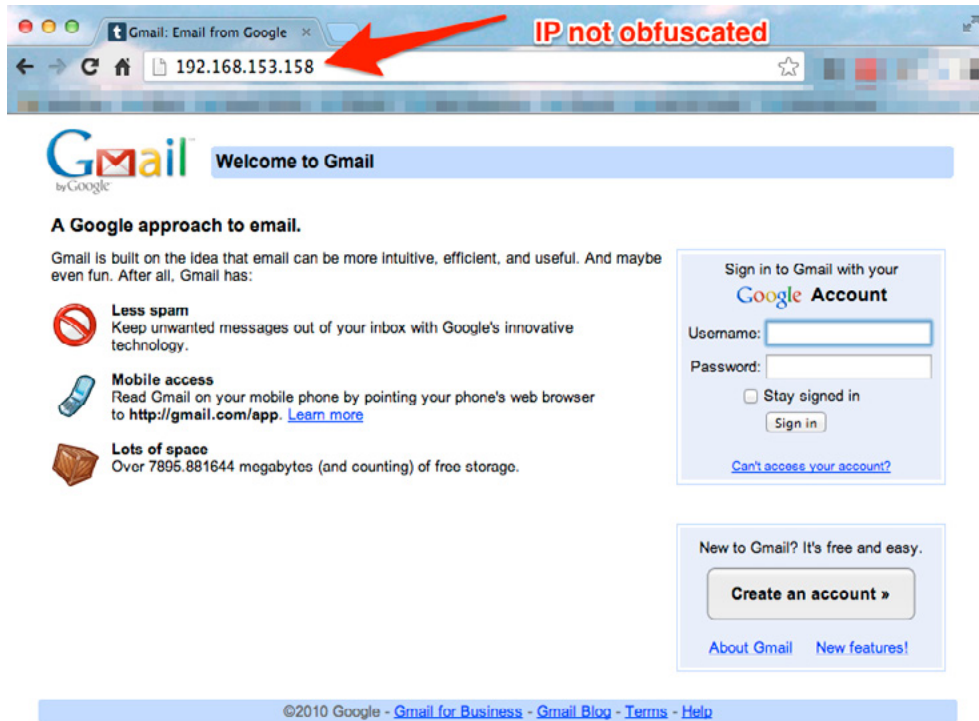 Gmail: Email from Google
IP not obfuscated
192.168.153.158
Gmail
by Google
Welcome to Gmail
A Google approach to email.
Gmail is built on the idea that email can be more intuitive, efficient, and useful. And maybe
even fun. After all, Gmail has:
Less spam
Keep unwanted messages out of your inbox with Google's innovative
technology.
Mobile access
Read Gmail on your mobile phone by pointing your phone's web browser
to http://gmail.com/app. Learn more
Lots of space
Over 7895.881644 megabytes (and counting) of free storage.
Sign in to Gmail with your
Google Account
Username:
Password:
Stay signed in
Sign in
Can't access your account?
New to Gmail? It's free and easy.
Create an account »
About Gmail New features!
©2010 Google - Gmail for Business - Gmail Blog - Terms - Help